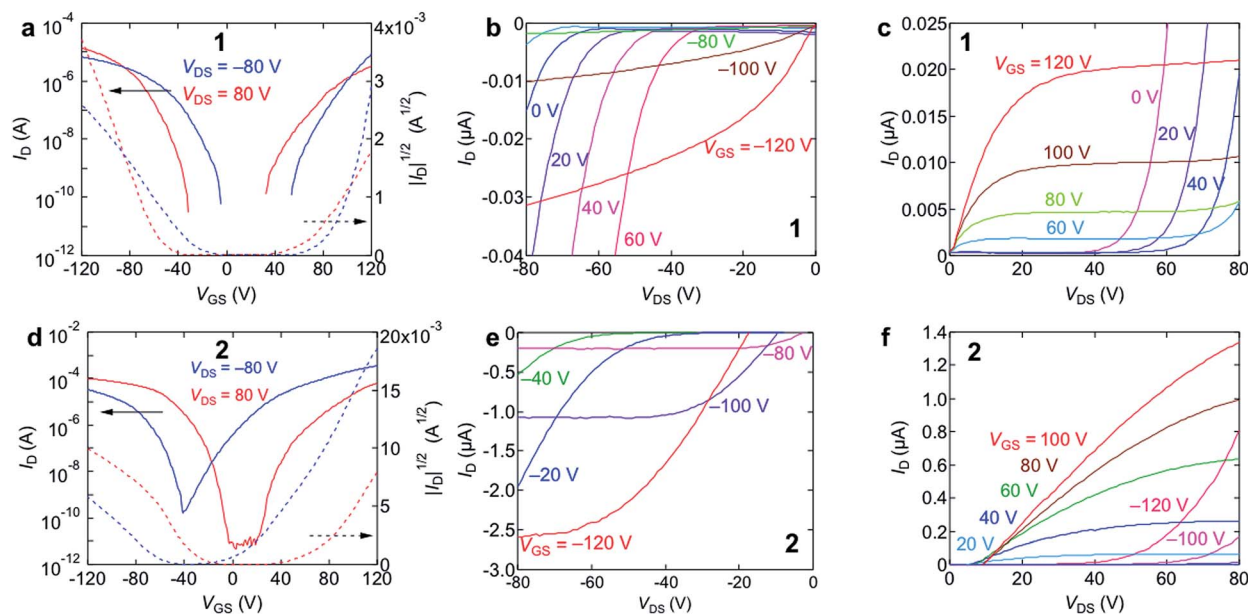 a
1
V_DS = –80 V
V_DS = 80 V
10^-4
10^-6
10^-8
10^-10
10^-12
I_D (A)
4x10^-3
3
2
1
0
|I_D|^1/2 (A^1/2)
-120 -80 -40 0 40 80 120
V_GS (V)
b
0
-0.01
-0.02
-0.03
-0.04
I_D (μA)
–80 V
–100 V
0 V
20 V
40 V
60 V
V_GS = –120 V
1
-80 -60 -40 -20 0
V_DS (V)
c
1
0.025
0.020
0.015
0.010
0.005
0
I_D (μA)
V_GS = 120 V
0 V
20 V
100 V
40 V
80 V
60 V
0 20 40 60 80
V_DS (V)
d
2
V_DS = –80 V
V_DS = 80 V
10^-2
10^-4
10^-6
10^-8
10^-10
10^-12
I_D (A)
20x10^-3
15
10
5
0
|I_D|^1/2 (A^1/2)
-120 -80 -40 0 40 80 120
V_GS (V)
e
0
-0.5
-1.0
-1.5
-2.0
-2.5
-3.0
I_D (μA)
–80 V
–40 V
–100 V
–20 V
V_GS = –120 V
2
-80 -60 -40 -20 0
V_DS (V)
f
2
1.4
1.2
1.0
0.8
0.6
0.4
0.2
0
I_D (μA)
V_GS = 100 V
80 V
60 V
40 V
20 V
–120 V
–100 V
0 20 40 60 80
V_DS (V)